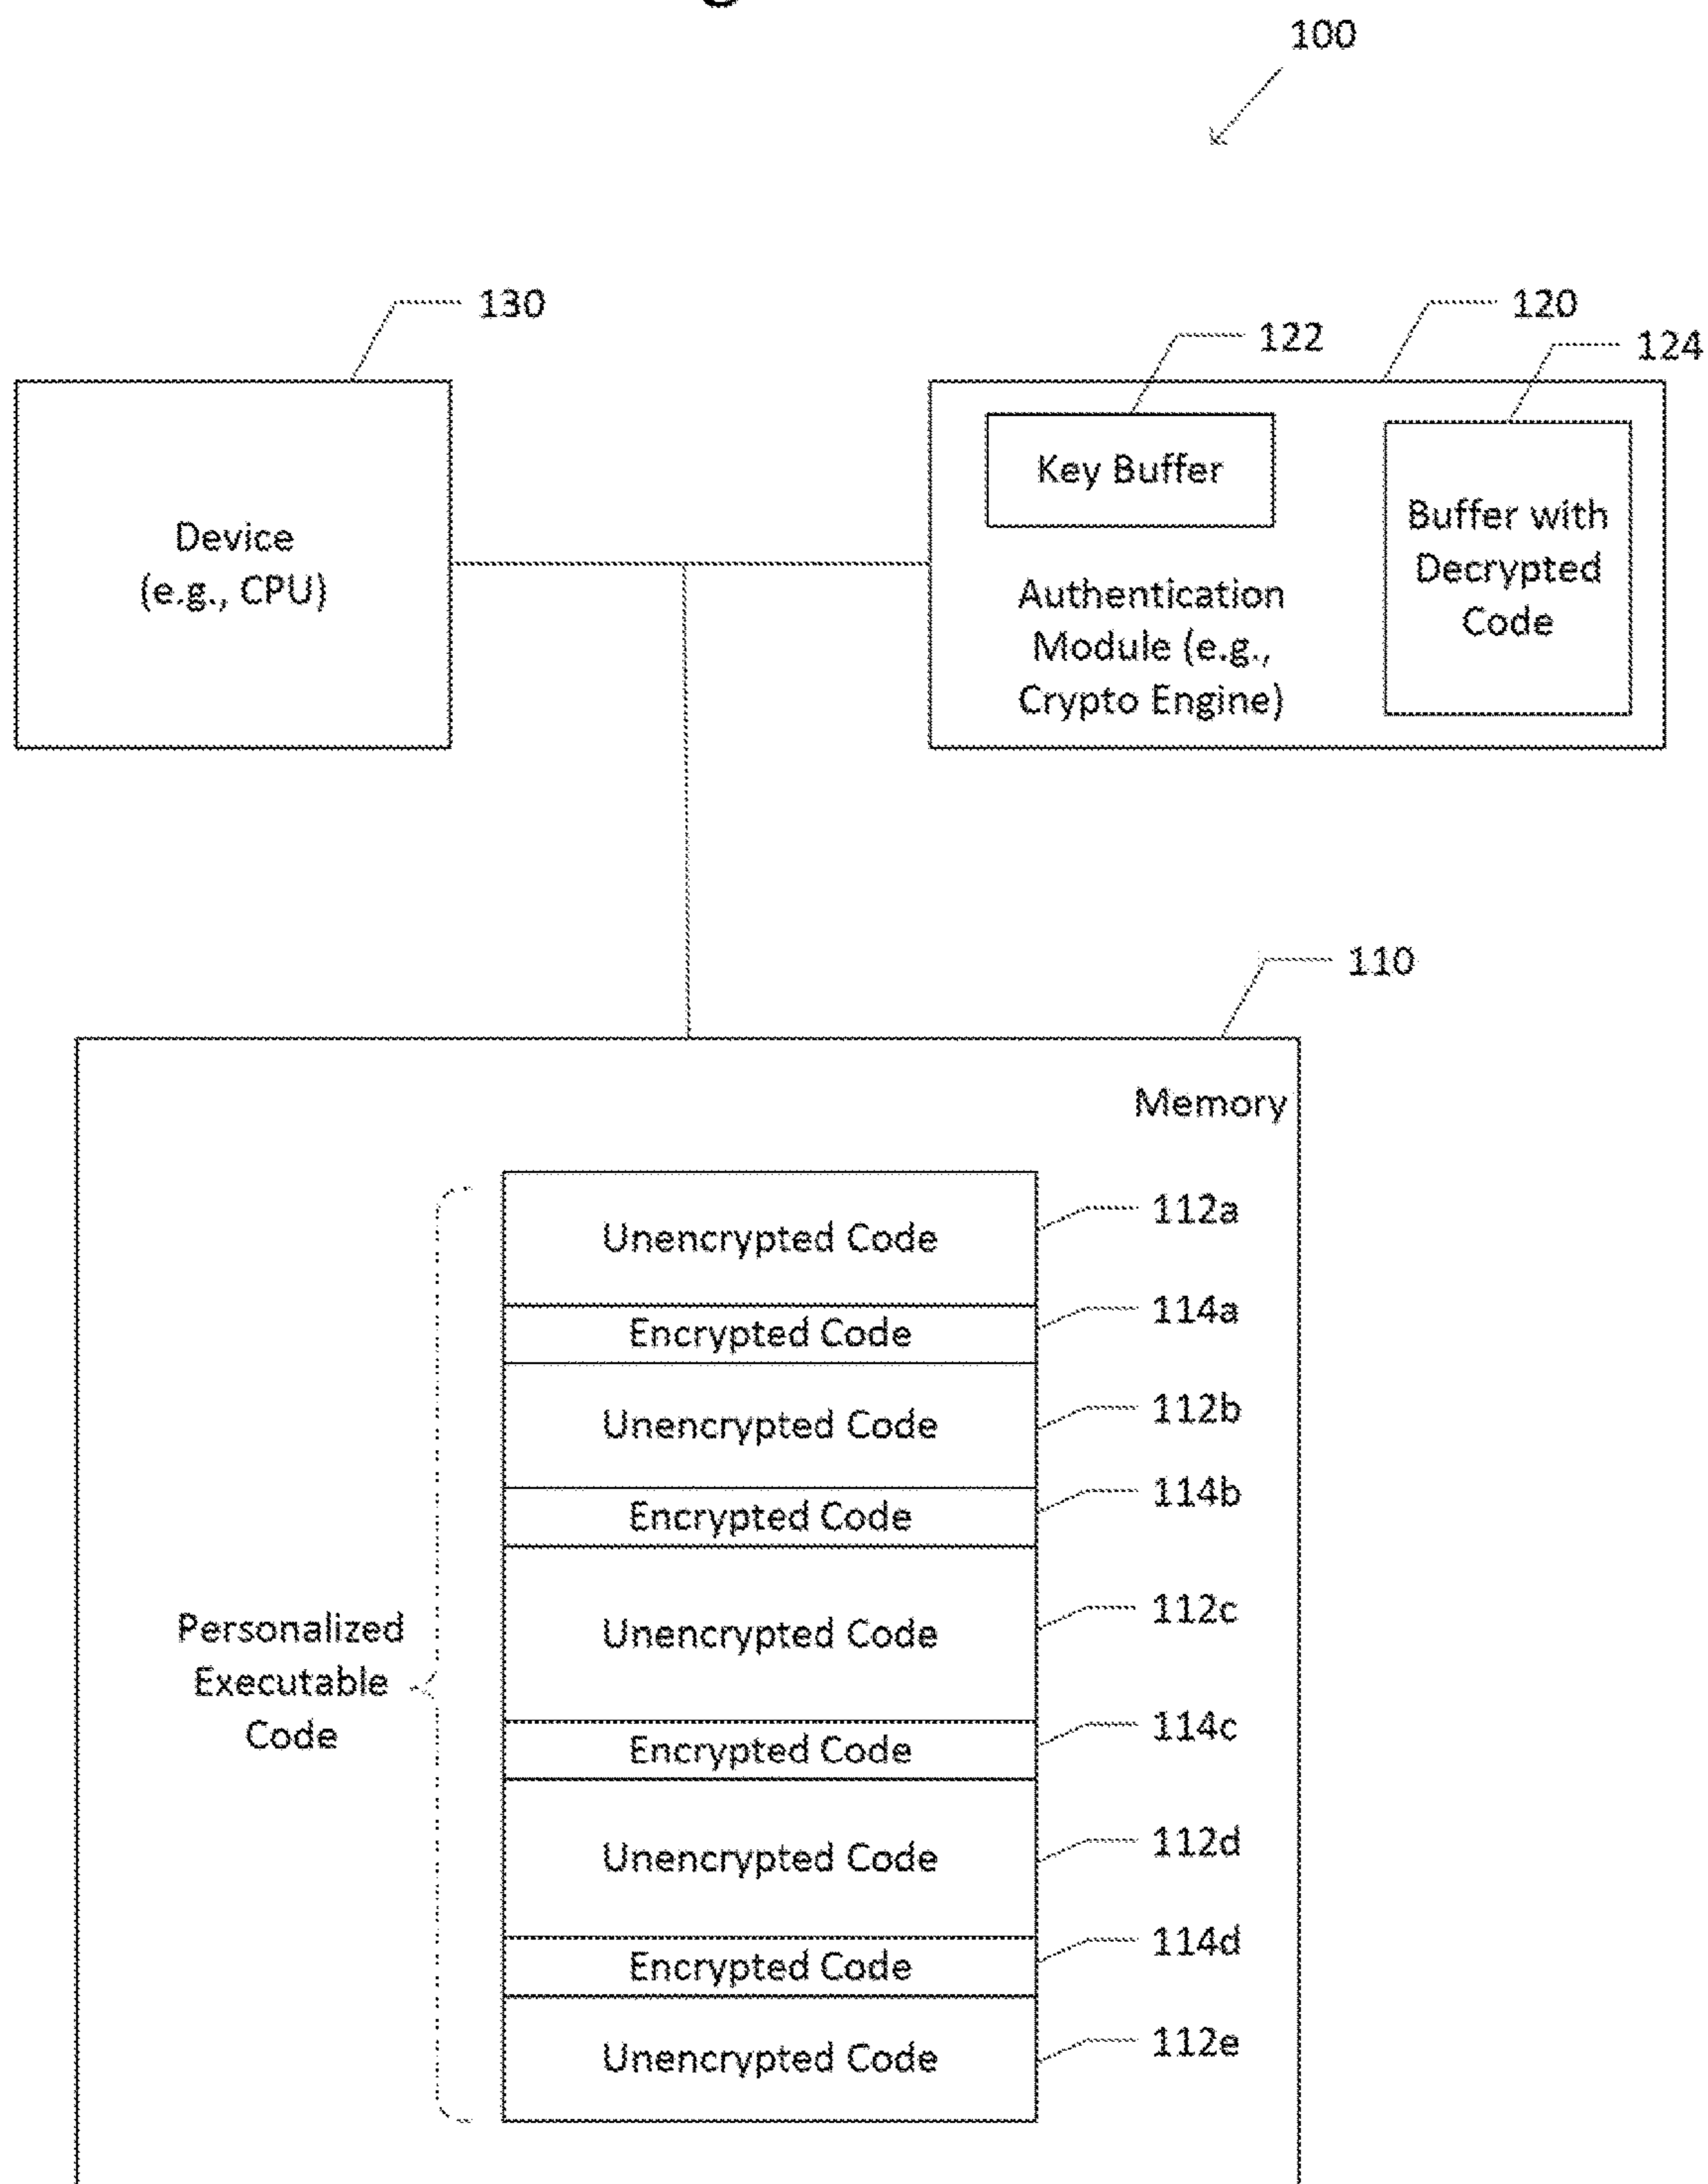 100
130
120
122
124
Device
(e.g., CPU)
Key Buffer
Buffer with
Decrypted
Code
Authentication
Module (e.g.,
Crypto Engine)
110
Memory
Unencrypted Code
112a
Encrypted Code
114a
Unencrypted Code
112b
Encrypted Code
114b
Unencrypted Code
112c
Personalized
Executable
Code
Encrypted Code
114c
Unencrypted Code
112d
Encrypted Code
114d
Unencrypted Code
112e